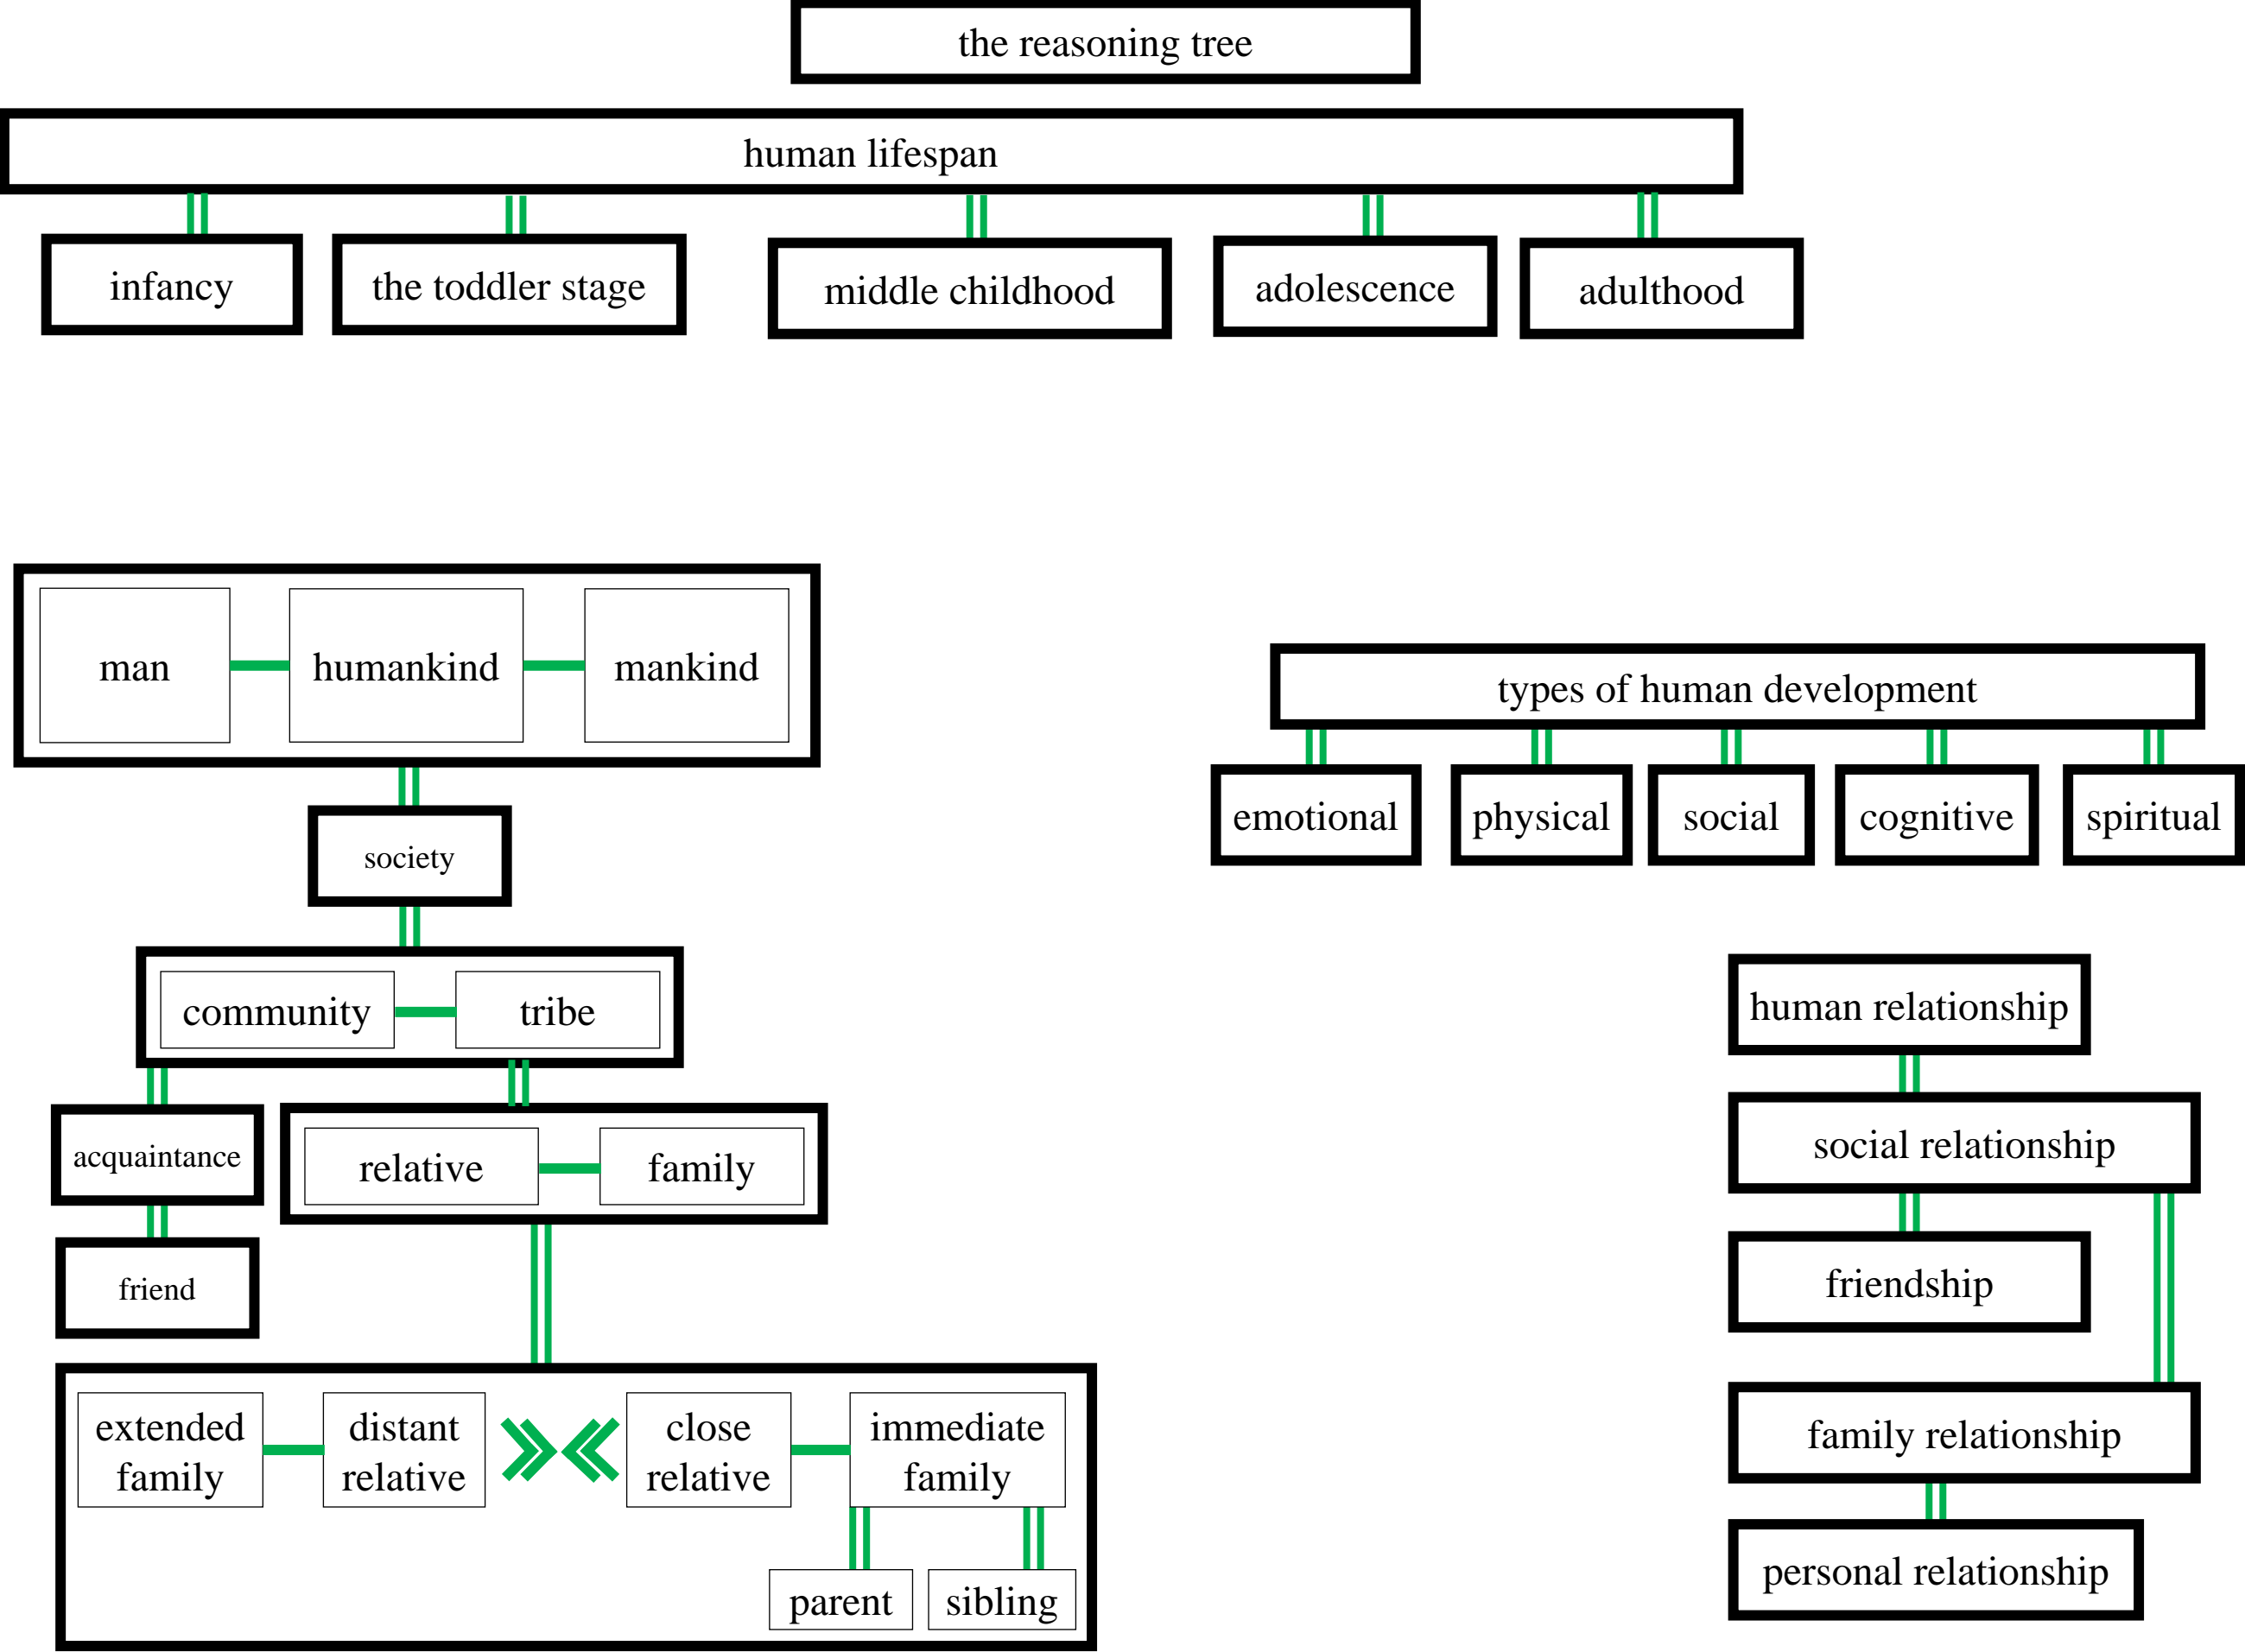 the reasoning tree
human lifespan
infancy
the toddler stage
middle childhood
adolescence
adulthood
man
humankind
mankind
society
community
tribe
acquaintance
relative
family
friend
extended
family
distant
relative
close
relative
immediate
family
parent
sibling
types of human development
emotional
physical
social
cognitive
spiritual
human relationship
social relationship
friendship
family relationship
personal relationship